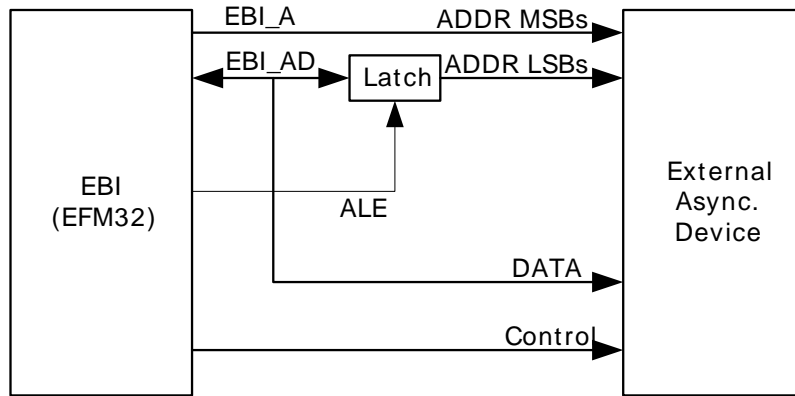 EBI_A
ADDR MSBs
EBI_AD
Latch
ADDR LSBs
EBI
(EFM32)
ALE
External
Async.
Device
DATA
Control